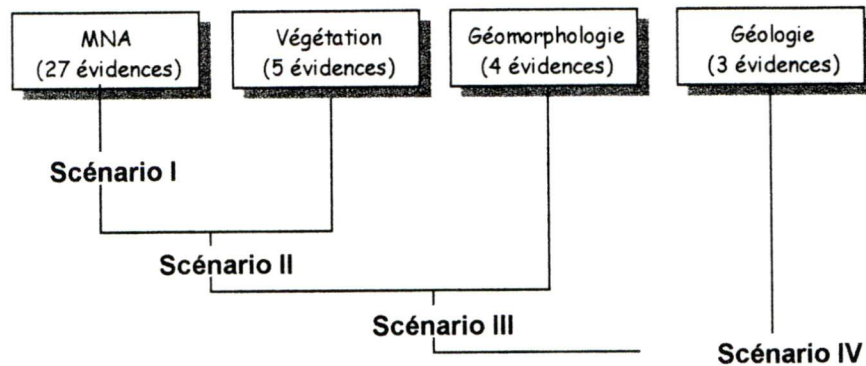 MNA
(27 évidences)
Végétation
(5 évidences)
Géomorphologie
(4 évidences)
Géologie
(3 évidences)
Scénario I
Scénario II
Scénario III
Scénario IV